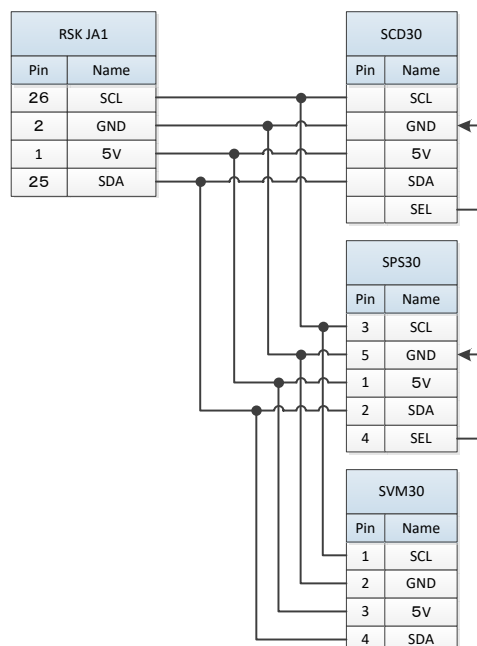 RSK JA1
Pin Name
26 SCL
2 GND
1 5V
25 SDA
SCD30
Pin Name
SCL
GND
5V
SDA
SEL
SPS30
Pin Name
3 SCL
5 GND
1 5V
2 SDA
4 SEL
SVM30
Pin Name
1 SCL
2 GND
3 5V
4 SDA